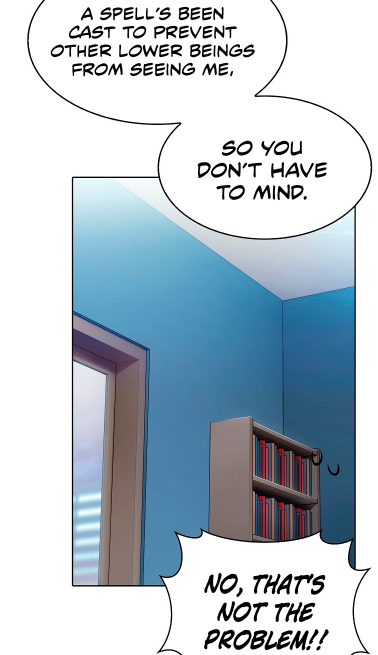 A SPELL'S BEEN
CAST TO PREVENT
OTHER LOWER BEINGS
FROM SEEING ME,
SO YOU
DON'T HAVE
TO MIND.
NO, THAT'S
NOT THE
PROBLEM!!